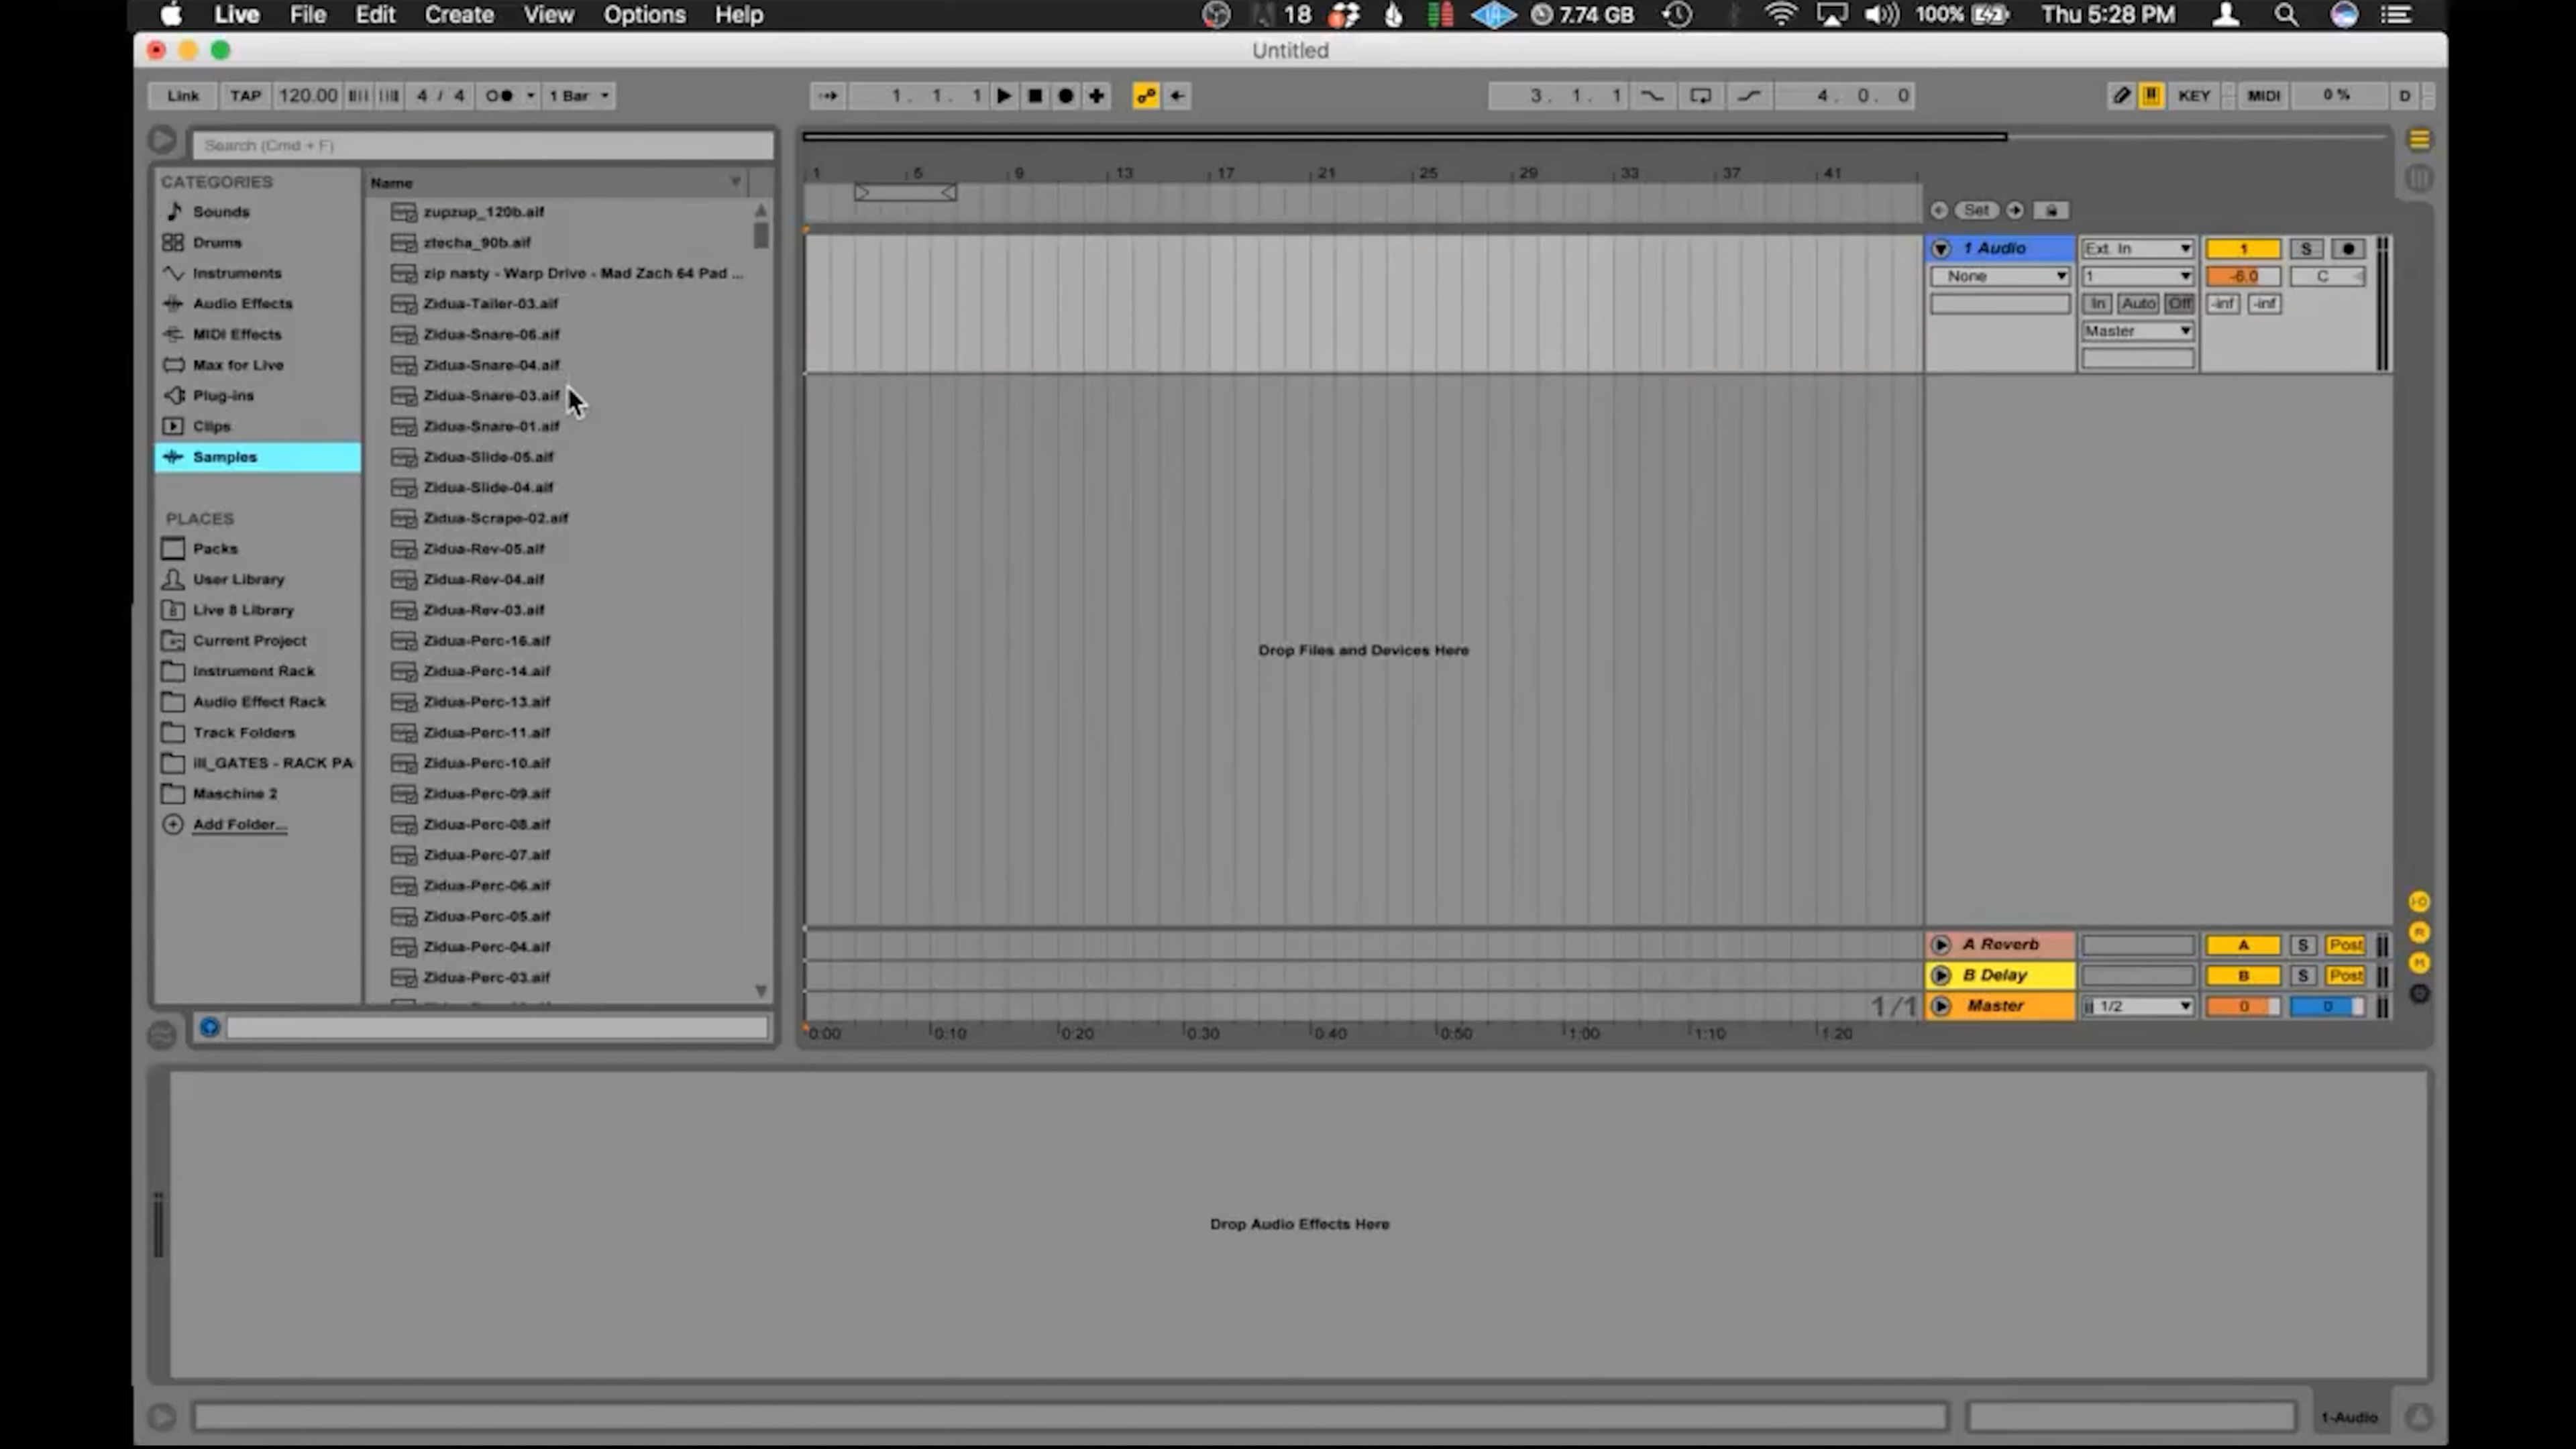 Live File Edit Create View Options Help 18 7.74 GB 100% Thu 5:28 PM
Untitled
Link TAP 120.00 4 / 4 1 Bar 1. 1. 1 3. 1. 1 4. 0. 0 KEY MIDI 0 % D
Search (Cmd + F)
CATEGORIES
Sounds
Drums
Instruments
Audio Effects
MIDI Effects
Max for Live
Plug-ins
Clips
Samples
PLACES
Packs
User Library
Live 8 Library
Current Project
Instrument Rack
Audio Effect Rack
Track Folders
ill_GATES - RACK PA
Maschine 2
Add Folder...
Name
zupzup_120b.aif
ztecha_90b.aif
zip nasty - Warp Drive - Mad Zach 64 Pad ...
Zidua-Tailer-03.aif
Zidua-Snare-06.aif
Zidua-Snare-04.aif
Zidua-Snare-03.aif
Zidua-Snare-01.aif
Zidua-Slide-05.aif
Zidua-Slide-04.aif
Zidua-Scrape-02.aif
Zidua-Rev-05.aif
Zidua-Rev-04.aif
Zidua-Rev-03.aif
Zidua-Perc-16.aif
Zidua-Perc-14.aif
Zidua-Perc-13.aif
Zidua-Perc-11.aif
Zidua-Perc-10.aif
Zidua-Perc-09.aif
Zidua-Perc-08.aif
Zidua-Perc-07.aif
Zidua-Perc-06.aif
Zidua-Perc-05.aif
Zidua-Perc-04.aif
Zidua-Perc-03.aif
1 5 9 13 17 21 25 29 33 37 41
Set
1 Audio Ext. In 1 S
None 1 -6.0 C
In Auto Off -inf -inf
Master
Drop Files and Devices Here
A Reverb A S Post
B Delay B S Post
1/1 Master 1/2 0 0
0:00 0:10 0:20 0:30 0:40 0:50 1:00 1:10 1:20
Drop Audio Effects Here
1-Audio